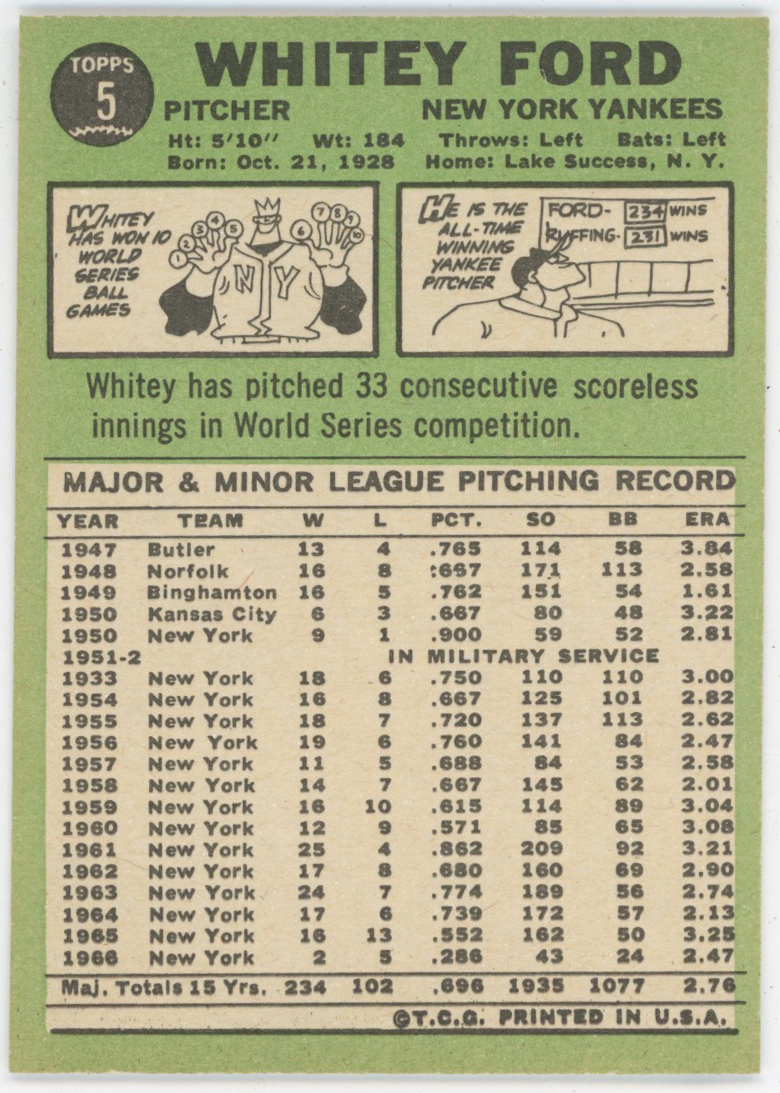 TOPPS
5
WHITEY FORD
PITCHER NEW YORK YANKEES
Ht: 5'10" Wt: 184 Throws: Left Bats: Left
Born: Oct. 21, 1928 Home: Lake Success, N. Y.
WHITEY
HAS WON 10
WORLD
SERIES
BALL
GAMES
1 2 3 4 5 6 7 8 9 10
NY
HE IS THE
ALL-TIME
WINNING
YANKEE
PITCHER
FORD- 234 WINS
RUFFING- 231 WINS
Whitey has pitched 33 consecutive scoreless
innings in World Series competition.
MAJOR & MINOR LEAGUE PITCHING RECORD
YEAR TEAM W L PCT. SO BB ERA
1947 Butler 13 4 .765 114 58 3.84
1948 Norfolk 16 8 .667 171 113 2.58
1949 Binghamton 16 5 .762 151 54 1.61
1950 Kansas City 6 3 .667 80 48 3.22
1950 New York 9 1 .900 59 52 2.81
1951-2 IN MILITARY SERVICE
1933 New York 18 6 .750 110 110 3.00
1954 New York 16 8 .667 125 101 2.82
1955 New York 18 7 .720 137 113 2.62
1956 New York 19 6 .760 141 84 2.47
1957 New York 11 5 .688 84 53 2.58
1958 New York 14 7 .667 145 62 2.01
1959 New York 16 10 .615 114 89 3.04
1960 New York 12 9 .571 85 65 3.08
1961 New York 25 4 .862 209 92 3.21
1962 New York 17 8 .680 160 69 2.90
1963 New York 24 7 .774 189 56 2.74
1964 New York 17 6 .739 172 57 2.13
1965 New York 16 13 .552 162 50 3.25
1966 New York 2 5 .286 43 24 2.47
Maj. Totals 15 Yrs. 234 102 .696 1935 1077 2.76
©T.C.G. PRINTED IN U.S.A.